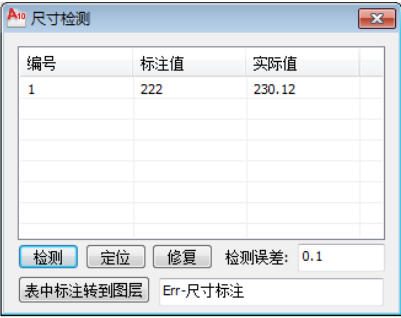 A10 尺寸检测
编号 标注值 实际值
1 222 230.12
检测 定位 修复 检测误差: 0.1
表中标注转到图层 Err-尺寸标注